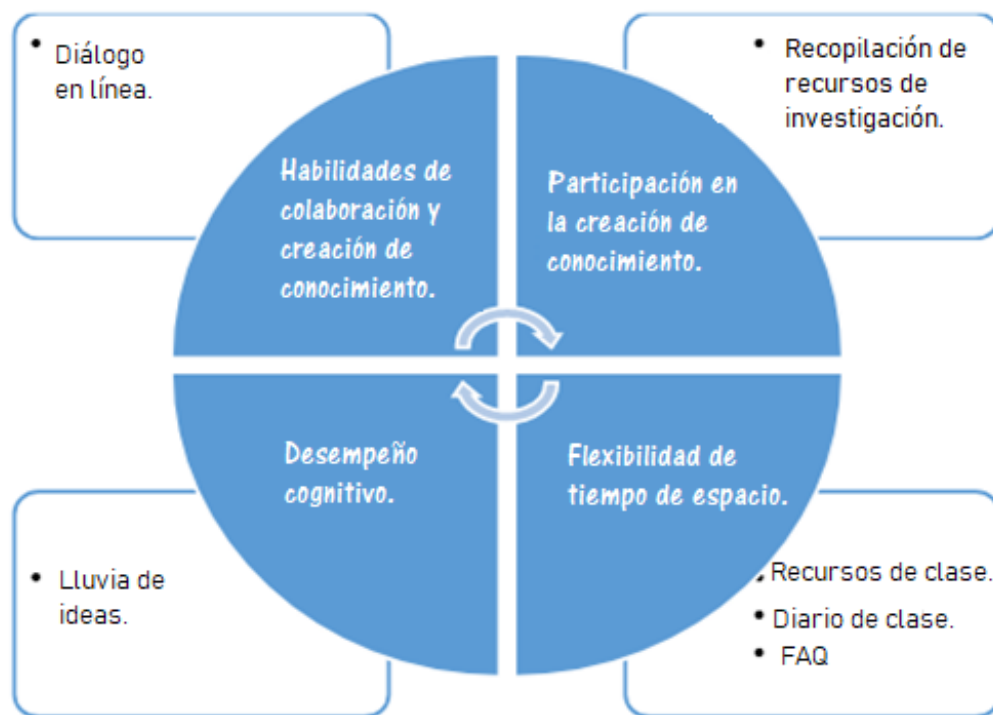 • Diálogo
en línea.
Habilidades de
colaboración y
creación de
conocimiento.
• Recopilación de
recursos de
investigación.
Participación en
la creación de
conocimiento.
Desempeño
cognitivo.
• Lluvia de
ideas.
Flexibilidad de
tiempo de espacio.
• Recursos de clase.
• Diario de clase.
• FAQ